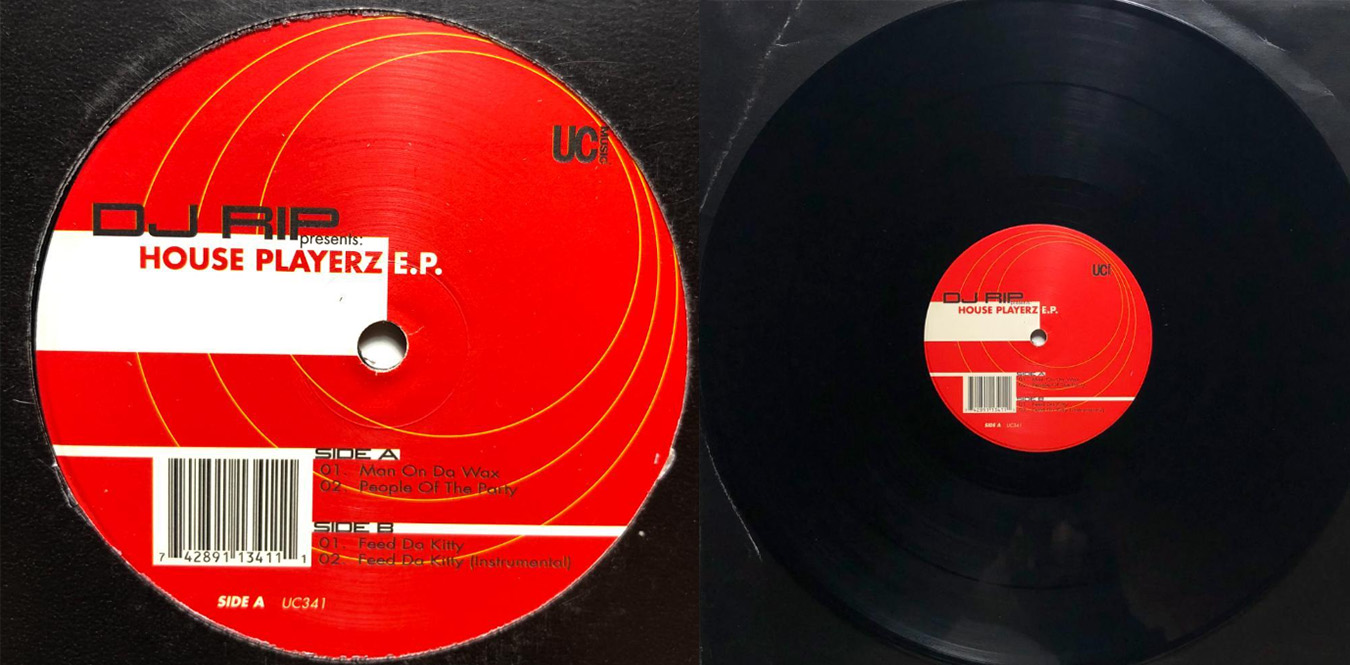 UC MUSIC
DJ RIP
presents:
HOUSE PLAYERZ E.P.
SIDE A
01. Man On Da Wax
02. People Of The Party
SIDE B
01. Feed Da Kitty
02. Feed Da Kitty (Instrumental)
7 42891 13411 1
SIDE A UC341
UC
DJ RIP
HOUSE PLAYERZ E.P.
SIDE A
SIDE B
SIDE A UC341